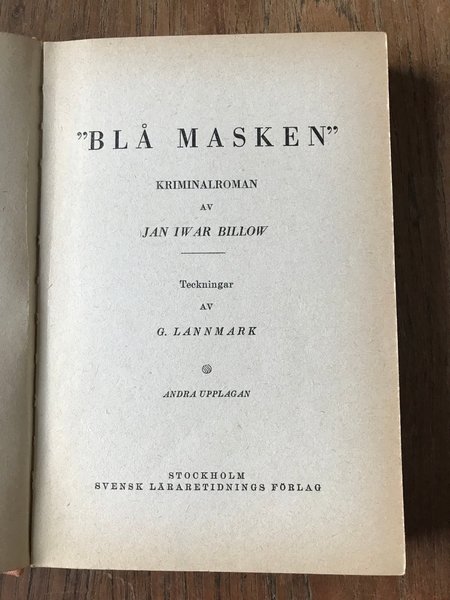 ”BLÅ MASKEN”
KRIMINALROMAN
AV
JAN IWAR BILLOW
Teckningar
AV
G. LANNMARK
ANDRA UPPLAGAN
STOCKHOLM
SVENSK LÄRARETIDNINGS FÖRLAG